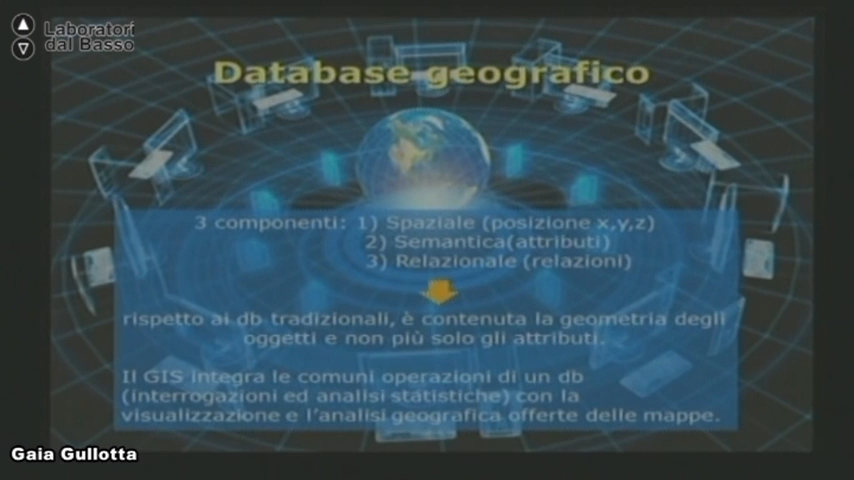 Laboratori
dal Basso
Database geografico
3 componenti: 1) Spaziale (posizione x,y,z)
2) Semantica(attributi)
3) Relazionale (relazioni)
rispetto ai db tradizionali, è contenuta la geometria degli
oggetti e non più solo gli attributi.
Il GIS integra le comuni operazioni di un db
(interrogazioni ed analisi statistiche) con la
visualizzazione e l'analisi geografica offerte delle mappe.
Gaia Gullotta